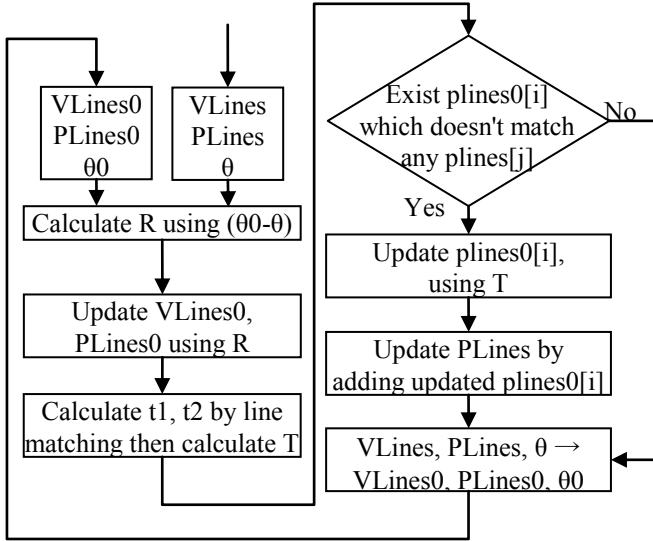 VLines0
PLines0
θ0
VLines
PLines
θ
Calculate R using (θ0-θ)
Update VLines0,
PLines0 using R
Calculate t1, t2 by line
matching then calculate T
Exist plines0[i]
which doesn't match
any plines[j]
No
Yes
Update plines0[i],
using T
Update PLines by
adding updated plines0[i]
VLines, PLines, θ →
VLines0, PLines0, θ0